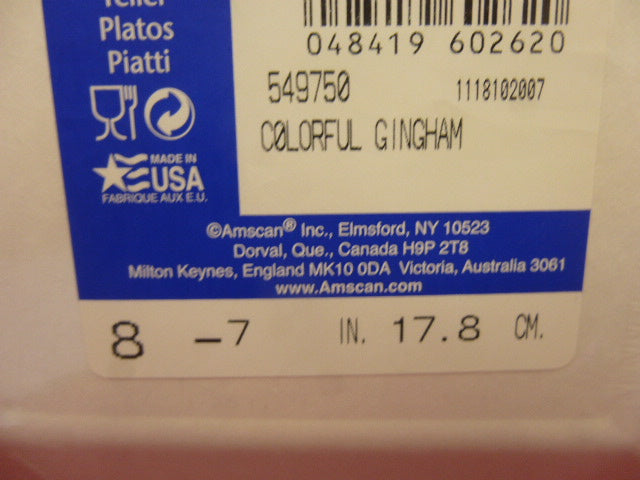 Teller
Platos
Piatti
048419 602620
549750 1118102007
COLORFUL GINGHAM
MADE IN
USA
FABRIQUE AUX E.U.
©Amscan® Inc., Elmsford, NY 10523
Dorval, Que., Canada H9P 2T8
Milton Keynes, England MK10 0DA Victoria, Australia 3061
www.Amscan.com
8 -7 IN. 17.8 CM.